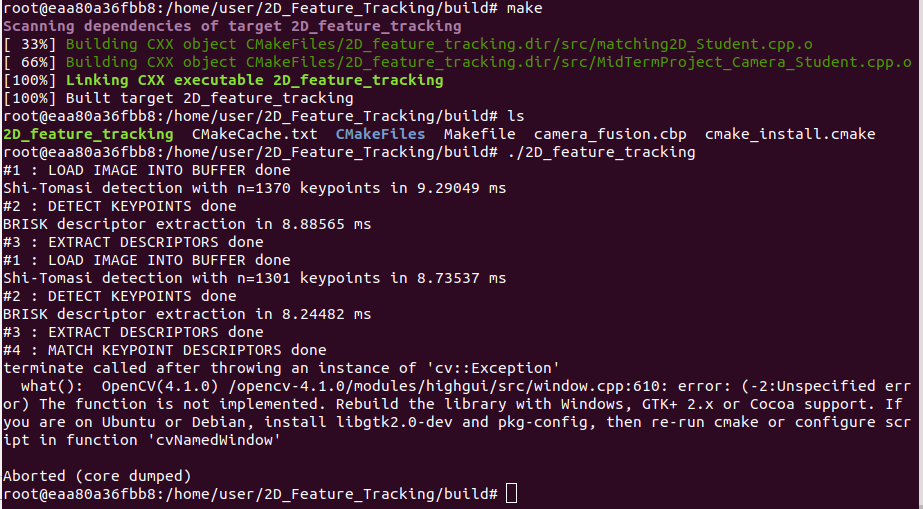 root@eaa80a36fbb8:/home/user/2D_Feature_Tracking/build# make
Scanning dependencies of target 2D_feature_tracking
[ 33%] Building CXX object CMakeFiles/2D_feature_tracking.dir/src/matching2D_Student.cpp.o
[ 66%] Building CXX object CMakeFiles/2D_feature_tracking.dir/src/MidTermProject_Camera_Student.cpp.o
[100%] Linking CXX executable 2D_feature_tracking
[100%] Built target 2D_feature_tracking
root@eaa80a36fbb8:/home/user/2D_Feature_Tracking/build# ls
2D_feature_tracking  CMakeCache.txt  CMakeFiles  Makefile  camera_fusion.cbp  cmake_install.cmake
root@eaa80a36fbb8:/home/user/2D_Feature_Tracking/build# ./2D_feature_tracking
#1 : LOAD IMAGE INTO BUFFER done
Shi-Tomasi detection with n=1370 keypoints in 9.29049 ms
#2 : DETECT KEYPOINTS done
BRISK descriptor extraction in 8.88565 ms
#3 : EXTRACT DESCRIPTORS done
#1 : LOAD IMAGE INTO BUFFER done
Shi-Tomasi detection with n=1301 keypoints in 8.73537 ms
#2 : DETECT KEYPOINTS done
BRISK descriptor extraction in 8.24482 ms
#3 : EXTRACT DESCRIPTORS done
#4 : MATCH KEYPOINT DESCRIPTORS done
terminate called after throwing an instance of 'cv::Exception'
  what():  OpenCV(4.1.0) /opencv-4.1.0/modules/highgui/src/window.cpp:610: error: (-2:Unspecified err
or) The function is not implemented. Rebuild the library with Windows, GTK+ 2.x or Cocoa support. If
you are on Ubuntu or Debian, install libgtk2.0-dev and pkg-config, then re-run cmake or configure scr
ipt in function 'cvNamedWindow'
Aborted (core dumped)
root@eaa80a36fbb8:/home/user/2D_Feature_Tracking/build#